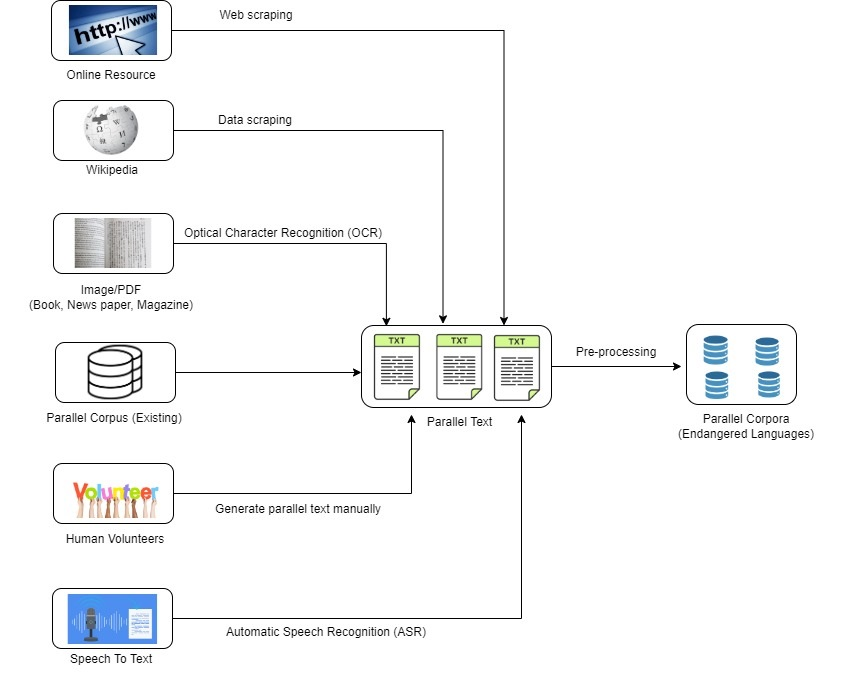 http://www
Web scraping
Online Resource
Data scraping
Ω W
И
7
Wikipedia
Optical Character Recognition (OCR)
Image/PDF
(Book, News paper, Magazine)
TXT TXT TXT
Pre-processing
Parallel Corpus (Existing)
Parallel Text
Parallel Corpora
(Endangered Languages)
Volunteer
Generate parallel text manually
Human Volunteers
Automatic Speech Recognition (ASR)
Speech To Text